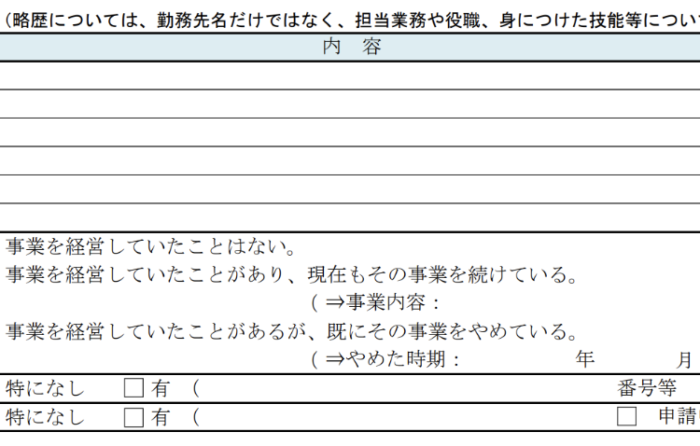 （略歴については、勤務先名だけではなく、担当業務や役職、身につけた技能等につい
内　容
事業を経営していたことはない。
事業を経営していたことがあり、現在もその事業を続けている。
（⇒事業内容：
事業を経営していたことがあるが、既にその事業をやめている。
（⇒やめた時期：　年　月
特になし　□有　（　番号等
特になし　□有　（　□　申請